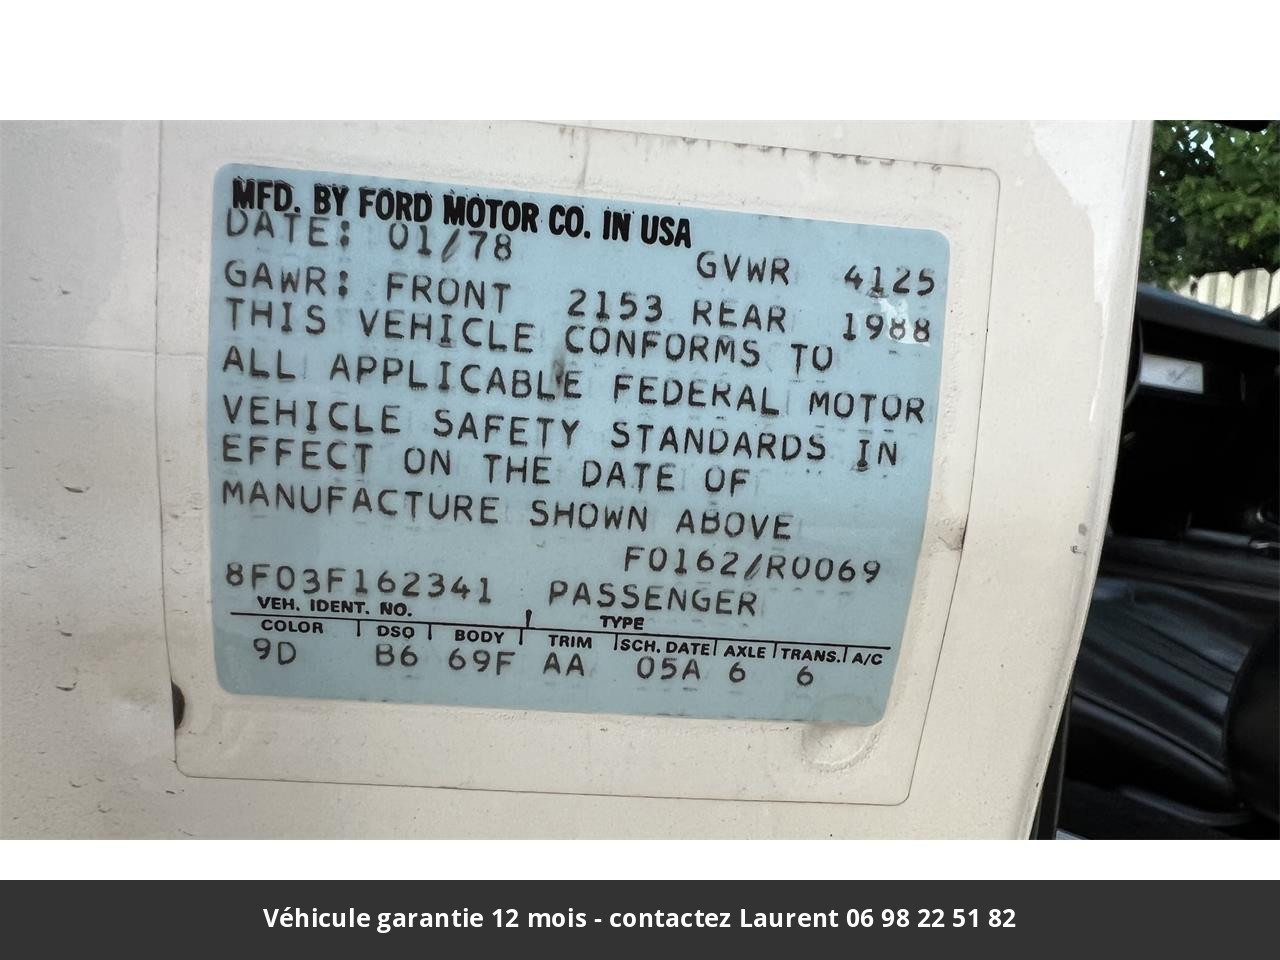 MFD. BY FORD MOTOR CO. IN USA
DATE: 01/78 GVWR 4125
GAWR: FRONT 2153 REAR 1988
THIS VEHICLE CONFORMS TO
ALL APPLICABLE FEDERAL MOTOR
VEHICLE SAFETY STANDARDS IN
EFFECT ON THE DATE OF
MANUFACTURE SHOWN ABOVE
F0162/R0069
8F03F162341 PASSENGER
VEH. IDENT. NO. TYPE
COLOR DSO BODY TRIM SCH. DATE AXLE TRANS. A/C
9D B6 69F AA 05A 6 6
Véhicule garantie 12 mois - contactez Laurent 06 98 22 51 82